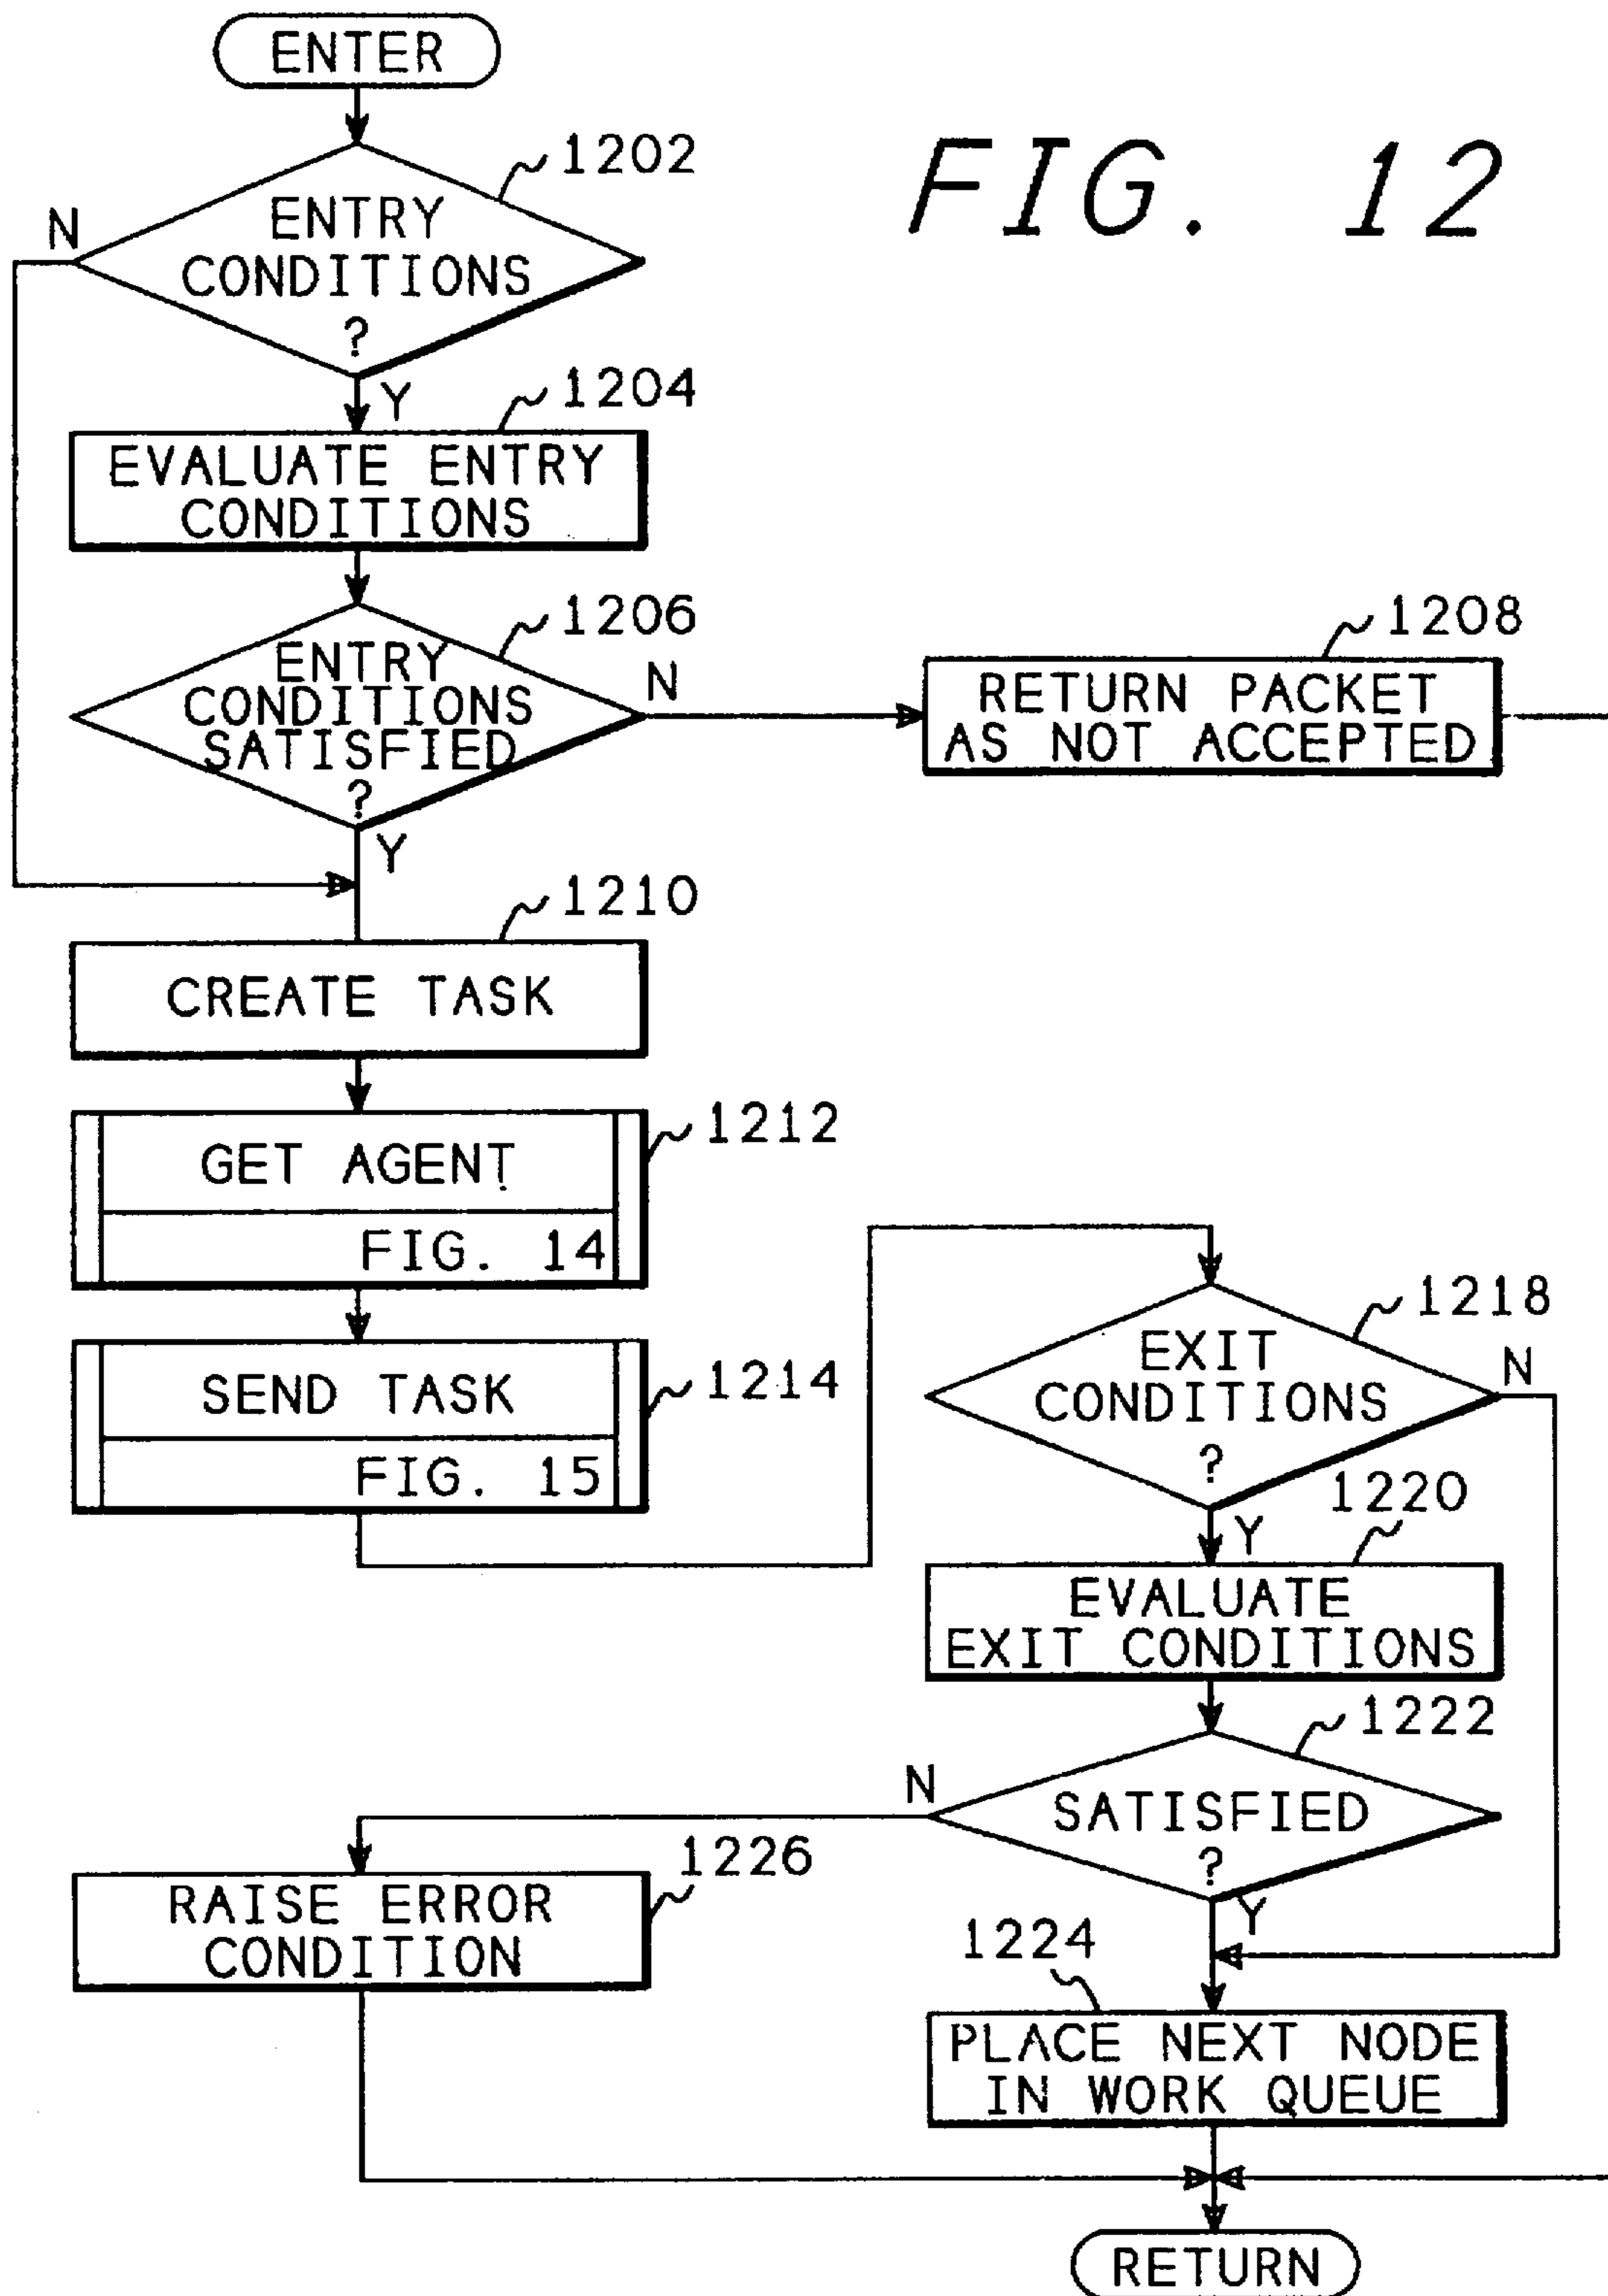 ENTER
FIG. 12
1202
N
ENTRY
CONDITIONS
?
Y
1204
EVALUATE ENTRY
CONDITIONS
1206
ENTRY
CONDITIONS
SATISFIED
?
N
Y
1208
RETURN PACKET
AS NOT ACCEPTED
1210
CREATE TASK
1212
GET AGENT
FIG. 14
1214
SEND TASK
FIG. 15
1218
EXIT
CONDITIONS
?
N
Y
1220
EVALUATE
EXIT CONDITIONS
1222
SATISFIED
?
N
Y
1226
RAISE ERROR
CONDITION
1224
PLACE NEXT NODE
IN WORK QUEUE
RETURN